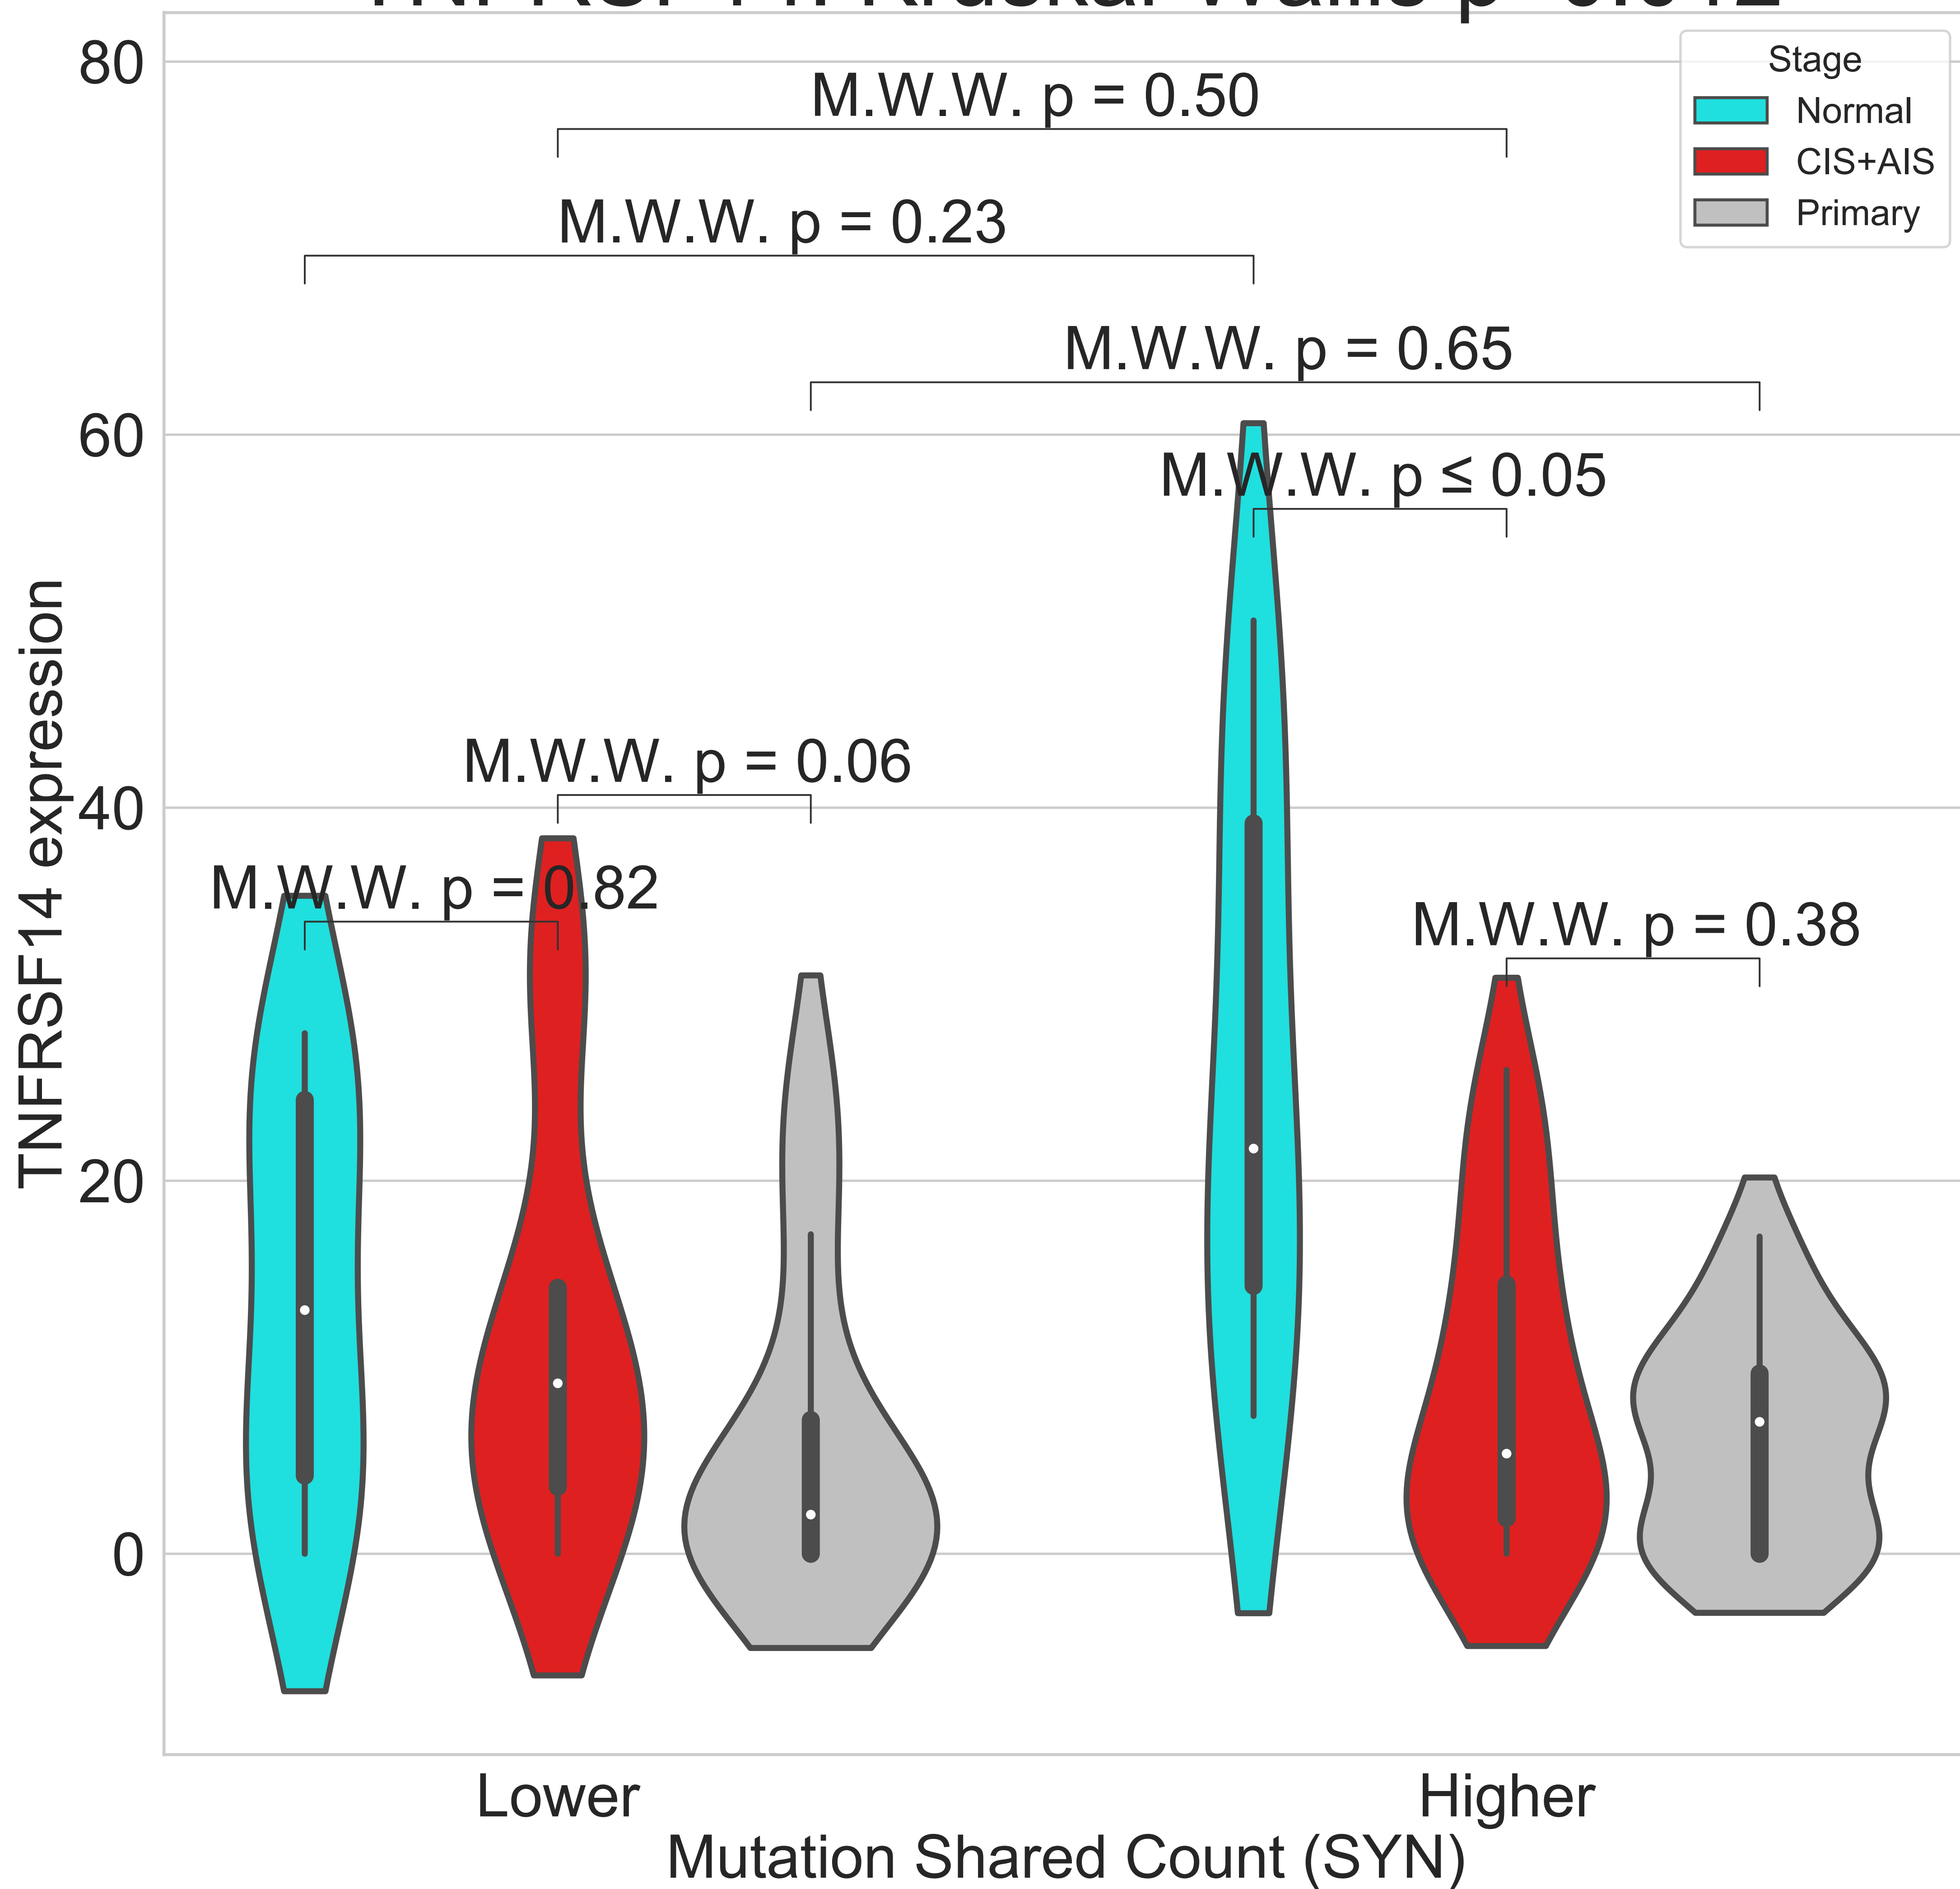 80
60
40
20
0
TNFRSF14 expression
Stage
Normal
CIS+AIS
Primary
M.W.W. p = 0.50
M.W.W. p = 0.23
M.W.W. p = 0.65
M.W.W. p ≤ 0.05
M.W.W. p = 0.06
M.W.W. p = 0.82
M.W.W. p = 0.38
Lower
Higher
Mutation Shared Count (SYN)